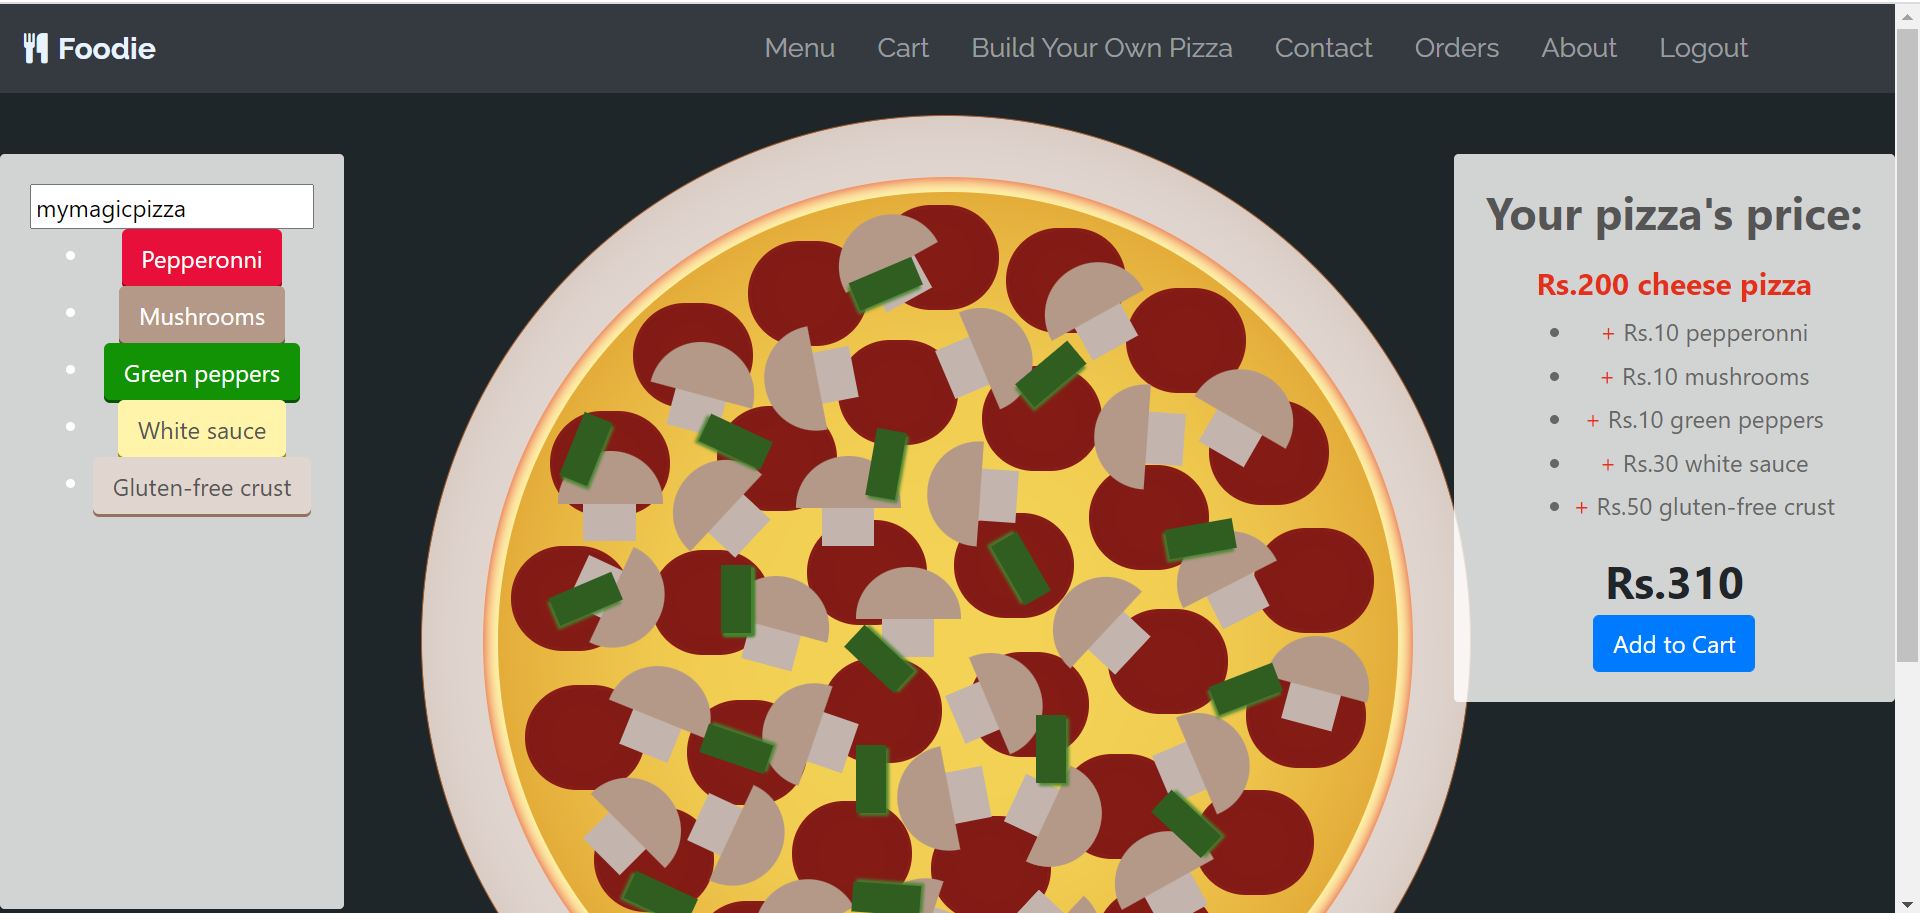 Foodie
Menu Cart Build Your Own Pizza Contact Orders About Logout
mymagicpizza
Pepperonni
Mushrooms
Green peppers
White sauce
Gluten-free crust
Your pizza's price:
Rs.200 cheese pizza
+ Rs.10 pepperonni
+ Rs.10 mushrooms
+ Rs.10 green peppers
+ Rs.30 white sauce
+ Rs.50 gluten-free crust
Rs.310
Add to Cart